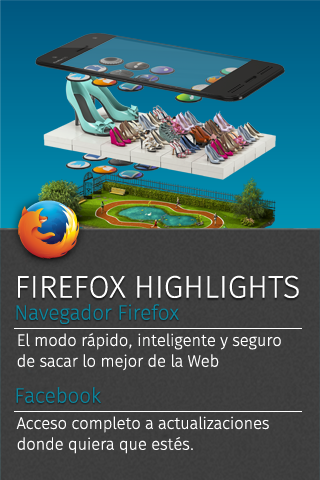 FIREFOX HIGHLIGHTS
Navegador Firefox
El modo rápido, inteligente y seguro
de sacar lo mejor de la Web
Facebook
Acceso completo a actualizaciones
donde quiera que estés.